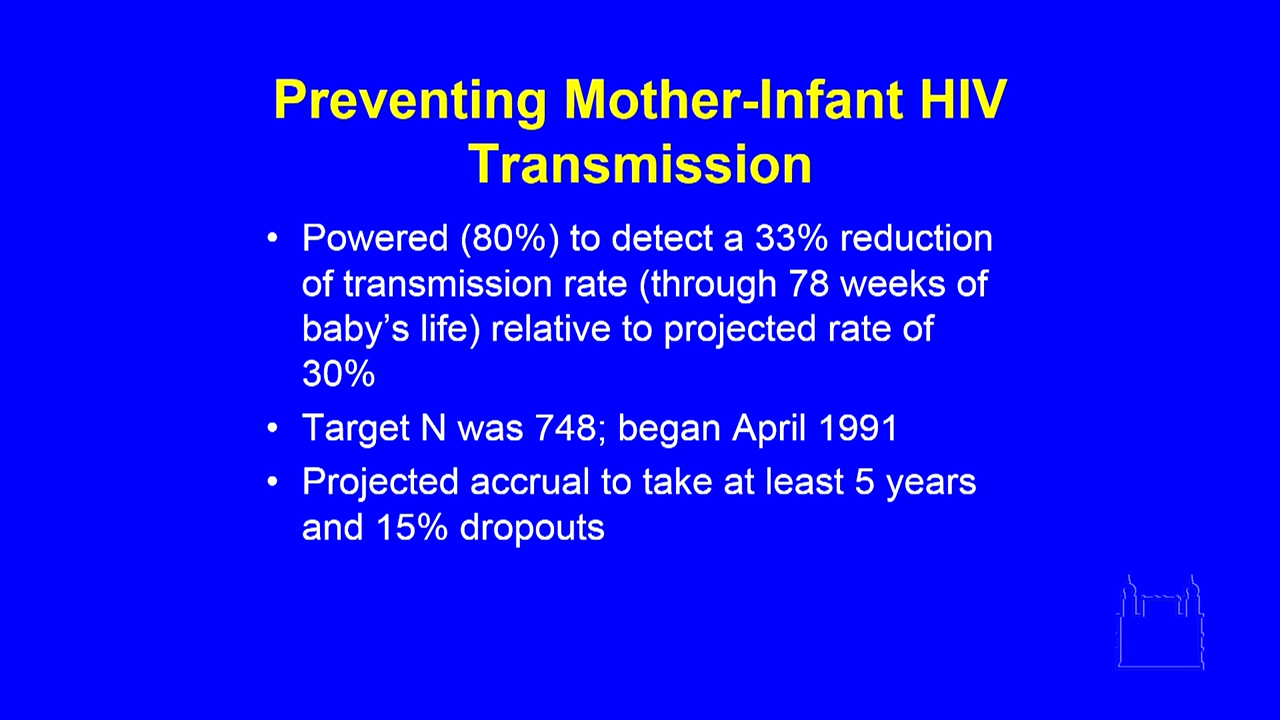 Preventing Mother-Infant HIV
Transmission
• Powered (80%) to detect a 33% reduction
of transmission rate (through 78 weeks of
baby’s life) relative to projected rate of
30%
• Target N was 748; began April 1991
• Projected accrual to take at least 5 years
and 15% dropouts